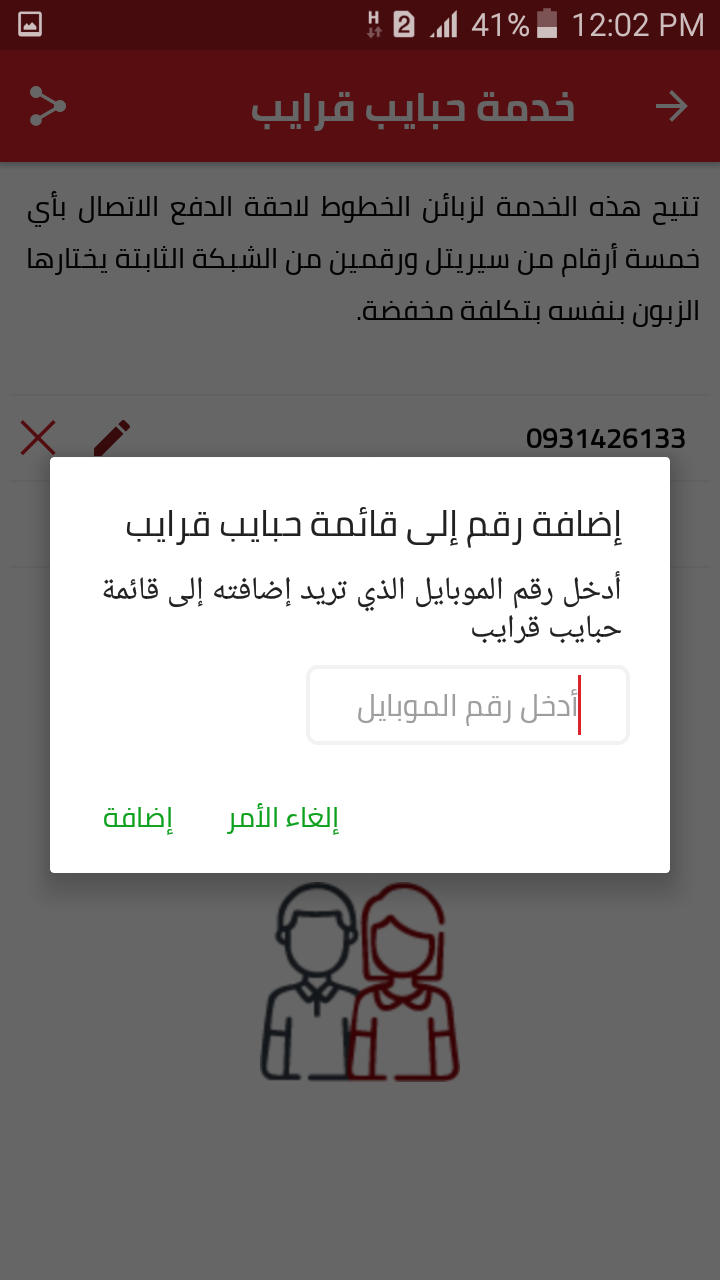 H 2 41% 12:02 PM
خدمة حبايب قرايب
تتيح هذه الخدمة لزبائن الخطوط لاحقة الدفع الاتصال بأي
خمسة أرقام من سيريتل ورقمين من الشبكة الثابتة يختارها
الزبون بنفسه بتكلفة مخفضة.
0931426133
إضافة رقم إلى قائمة حبايب قرايب
أدخل رقم الموبايل الذي تريد إضافته إلى قائمة
حبايب قرايب
أدخل رقم الموبايل
إلغاء الأمر
إضافة